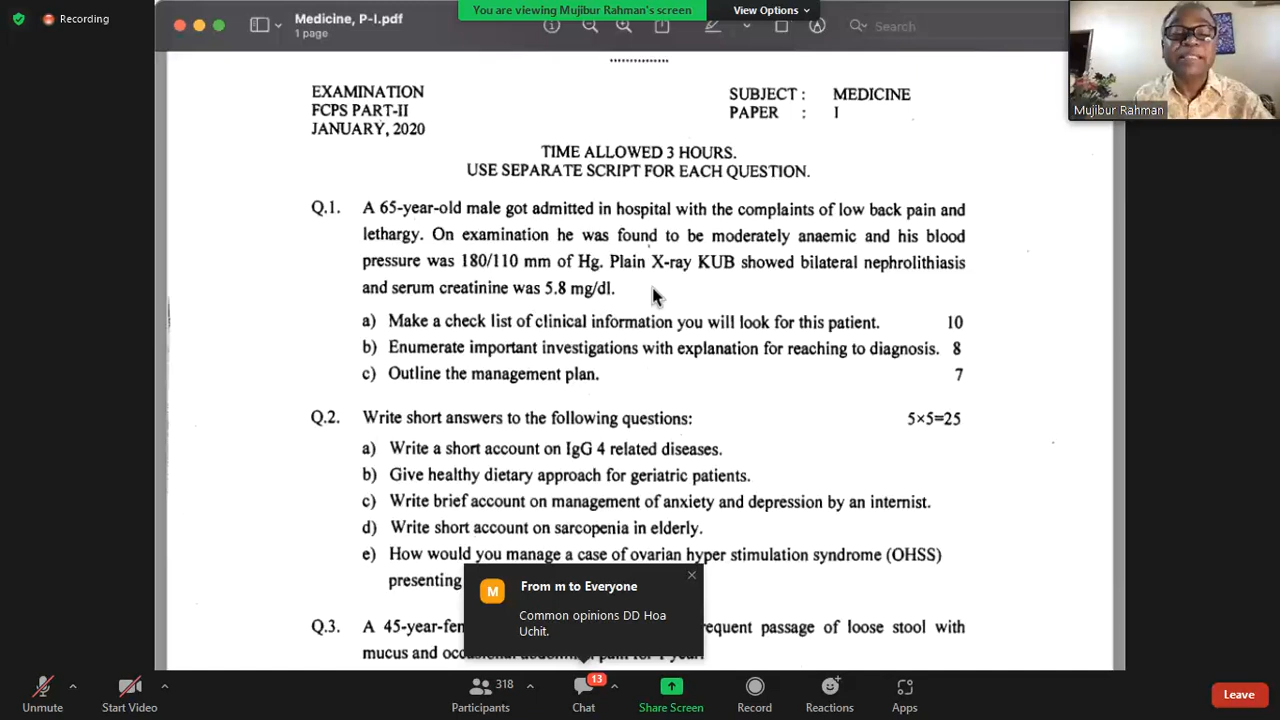 Recording
Medicine, P-I.pdf
1 page
You are viewing Mujibur Rahman's screen
View Options
Search
Mujibur Rahman
EXAMINATION
FCPS PART-II
JANUARY, 2020
SUBJECT : MEDICINE
PAPER : I
TIME ALLOWED 3 HOURS.
USE SEPARATE SCRIPT FOR EACH QUESTION.
Q.1. A 65-year-old male got admitted in hospital with the complaints of low back pain and
lethargy. On examination he was found to be moderately anaemic and his blood
pressure was 180/110 mm of Hg. Plain X-ray KUB showed bilateral nephrolithiasis
and serum creatinine was 5.8 mg/dl.
a) Make a check list of clinical information you will look for this patient. 10
b) Enumerate important investigations with explanation for reaching to diagnosis. 8
c) Outline the management plan. 7
Q.2. Write short answers to the following questions: 5×5=25
a) Write a short account on IgG 4 related diseases.
b) Give healthy dietary approach for geriatric patients.
c) Write brief account on management of anxiety and depression by an internist.
d) Write short account on sarcopenia in elderly.
e) How would you manage a case of ovarian hyper stimulation syndrome (OHSS)
presenting
M
From m to Everyone
Common opinions DD Hoa
Uchit.
Q.3. A 45-year-fem requent passage of loose stool with
mucus and occasional abdominal pain for 1 year.
Unmute
Start Video
318
Participants
13
Chat
Share Screen
Record
Reactions
Apps
Leave